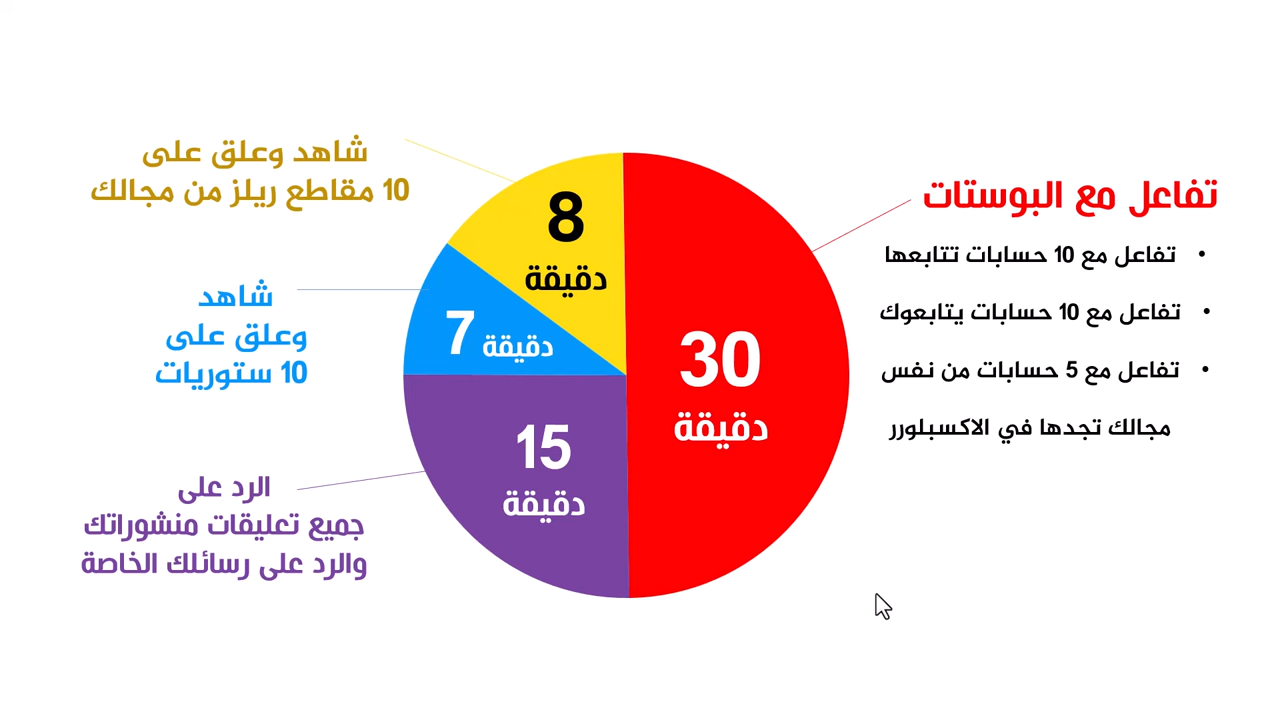 تفاعل مع البوستات
• تفاعل مع 10 حسابات تتابعها
• تفاعل مع 10 حسابات يتابعوك
• تفاعل مع 5 حسابات من نفس
مجالك تجدها في الاكسبلورر
30
دقيقة
شاهد وعلق على
10 مقاطع ريلز من مجالك
8
دقيقة
شاهد
وعلق على
10 ستوريات
7 دقيقة
الرد على
جميع تعليقات منشوراتك
والرد على رسائلك الخاصة
15
دقيقة